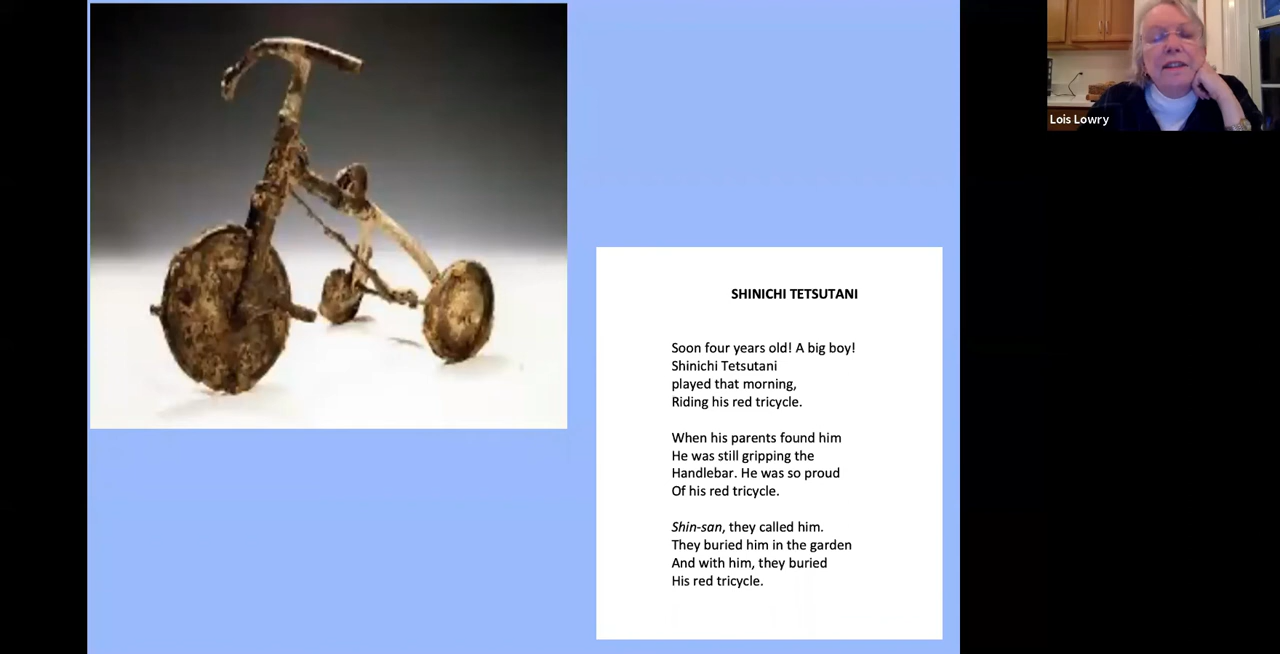 Lois Lowry
SHINICHI TETSUTANI
Soon four years old! A big boy!
Shinichi Tetsutani
played that morning,
Riding his red tricycle.
When his parents found him
He was still gripping the
Handlebar. He was so proud
Of his red tricycle.
Shin-san, they called him.
They buried him in the garden
And with him, they buried
His red tricycle.